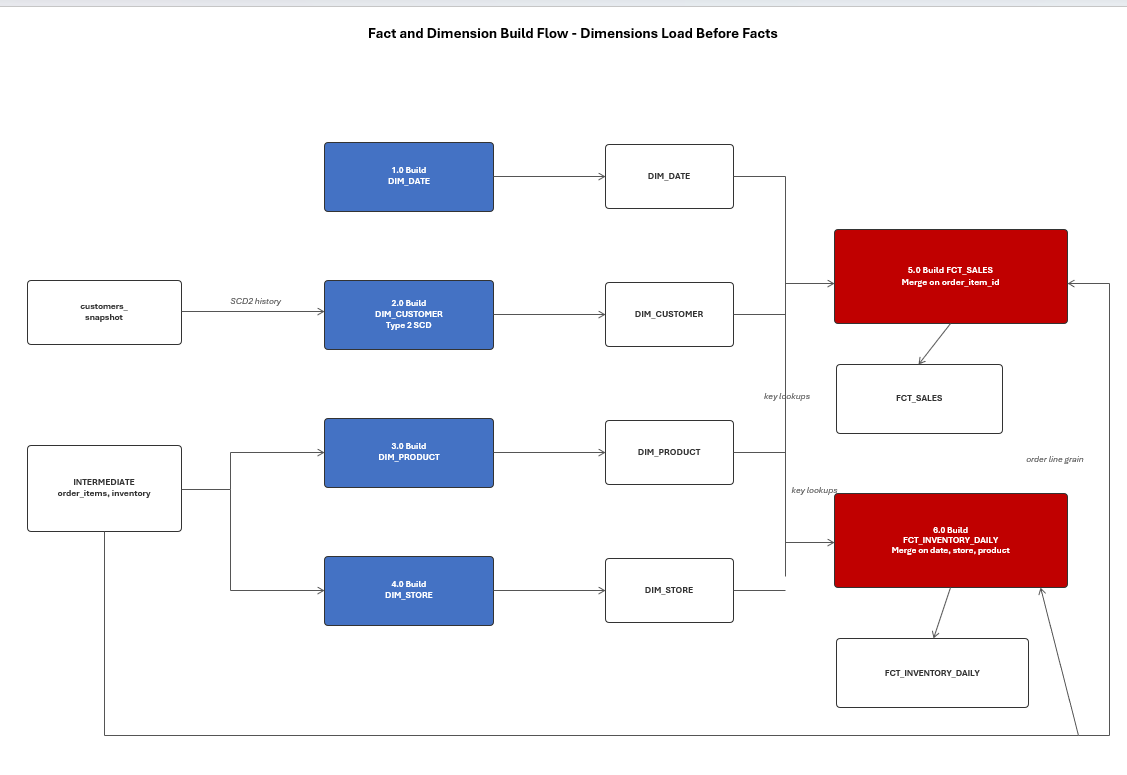 Fact and Dimension Build Flow - Dimensions Load Before Facts
1.0 Build
DIM_DATE
DIM_DATE
5.0 Build FCT_SALES
Merge on order_item_id
customers_
snapshot
SCD2 history
2.0 Build
DIM_CUSTOMER
Type 2 SCD
DIM_CUSTOMER
key lookups
FCT_SALES
3.0 Build
DIM_PRODUCT
DIM_PRODUCT
order line grain
INTERMEDIATE
order_items, inventory
key lookups
6.0 Build
FCT_INVENTORY_DAILY
Merge on date, store, product
4.0 Build
DIM_STORE
DIM_STORE
FCT_INVENTORY_DAILY